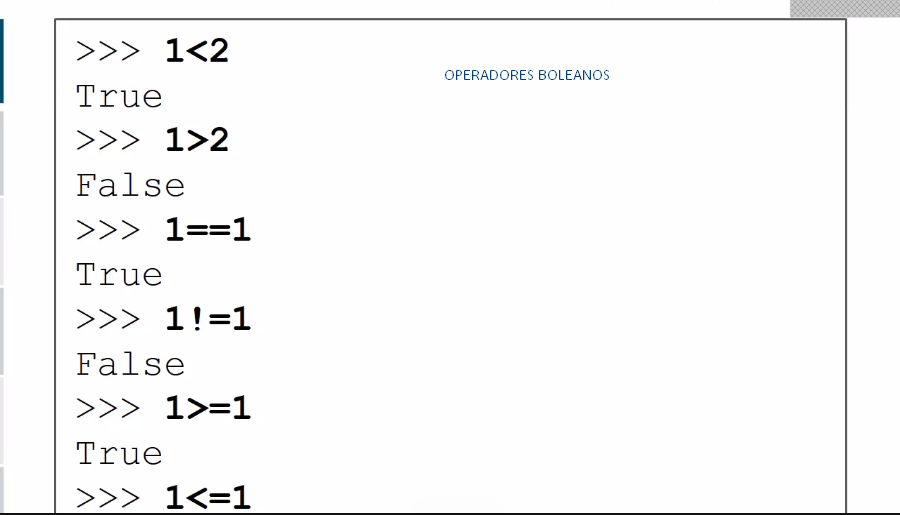 >>> 1<2
OPERADORES BOLEANOS
True
>>> 1>2
False
>>> 1==1
True
>>> 1!=1
False
>>> 1>=1
True
>>> 1<=1